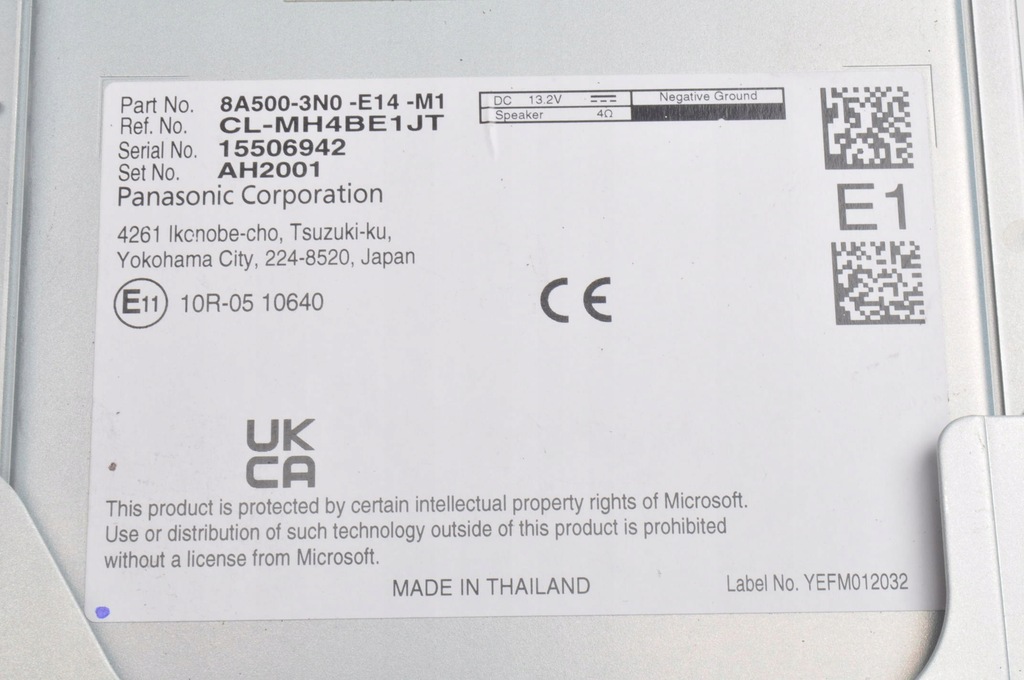 Part No. 8A500-3N0 -E14 -M1
Ref. No. CL-MH4BE1JT
Serial No. 15506942
Set No. AH2001
Panasonic Corporation
4261 Ikonobe-cho, Tsuzuki-ku,
Yokohama City, 224-8520, Japan
E11 10R-05 10640
DC 13.2V ⎓ Negative Ground
Speaker 4Ω
E1
CE
UK
CA
This product is protected by certain intellectual property rights of Microsoft.
Use or distribution of such technology outside of this product is prohibited
without a license from Microsoft.
MADE IN THAILAND
Label No. YEFM012032